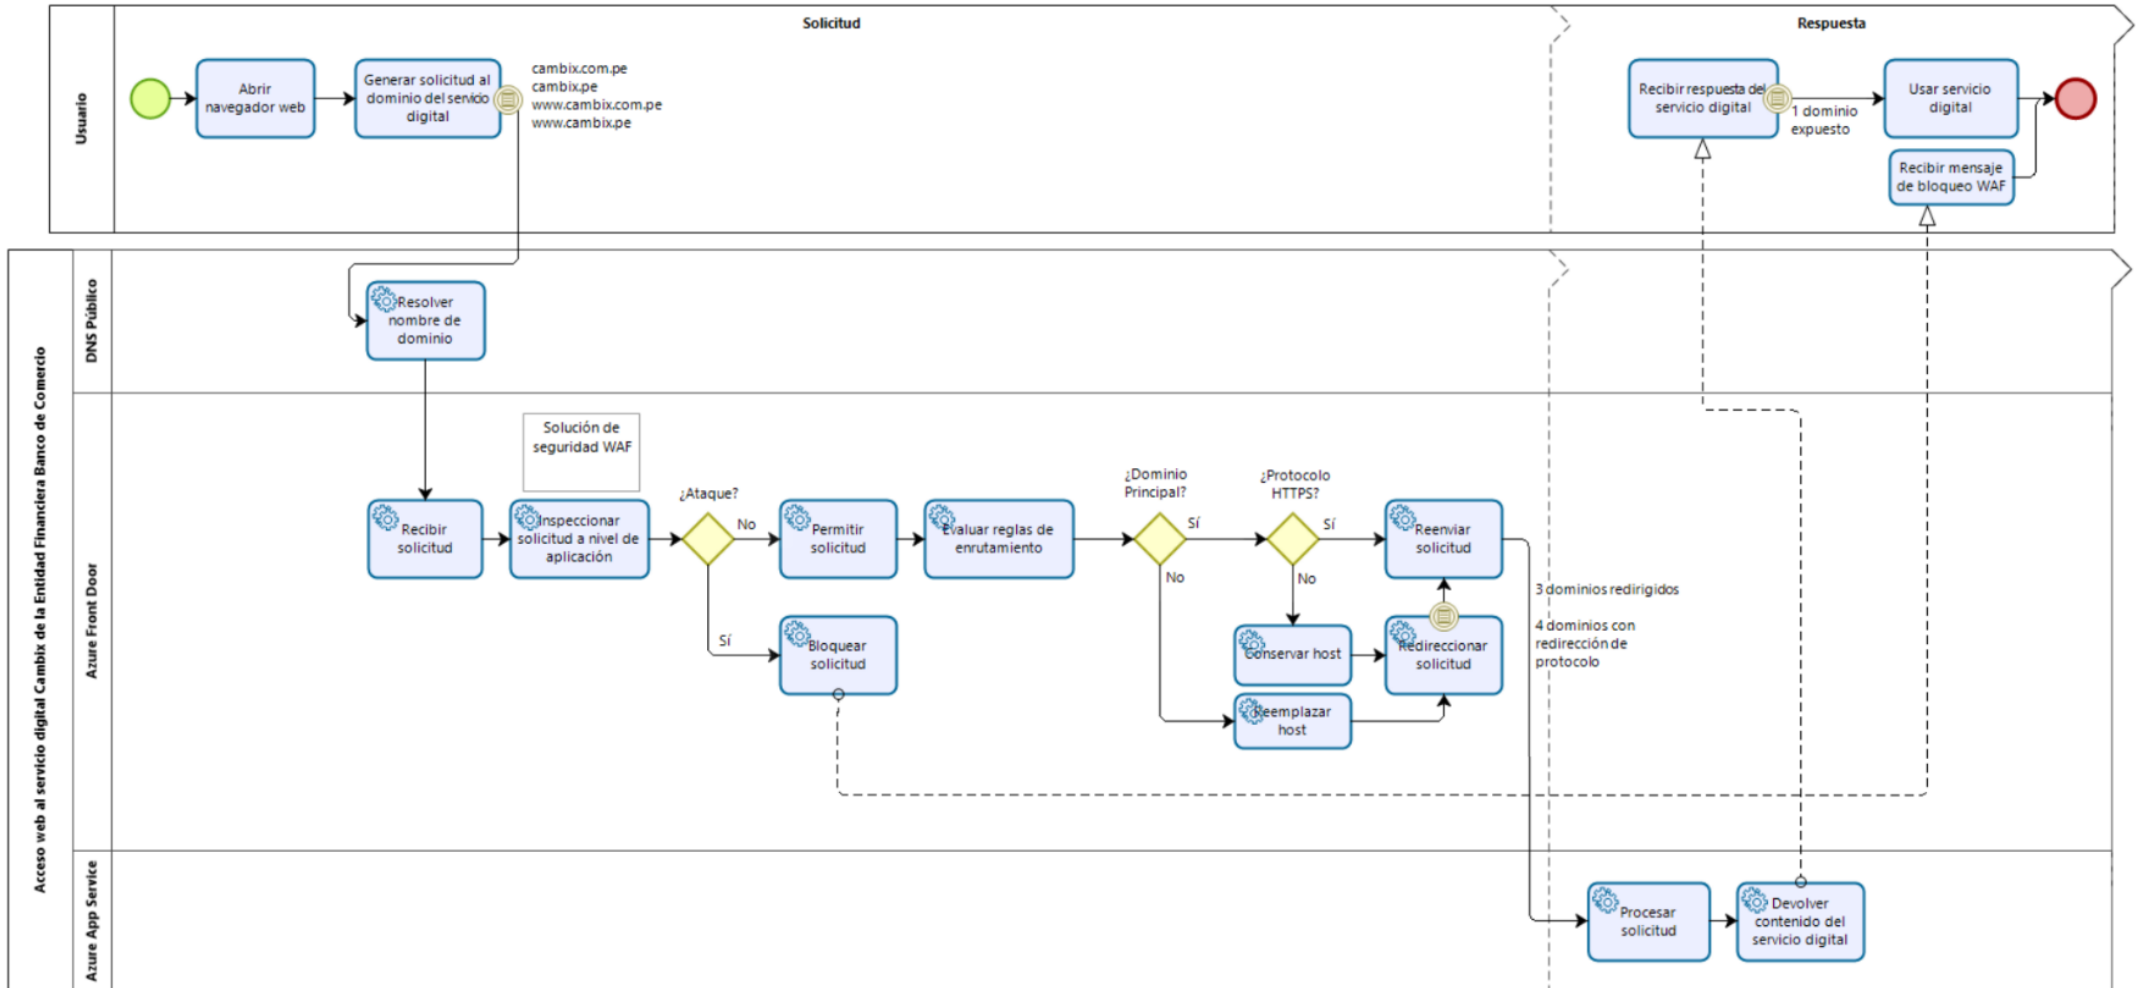 Solicitud
Respuesta
Usuario
Abrir
navegador web
Generar solicitud al
dominio del servicio
digital
cambix.com.pe
cambix.pe
www.cambix.com.pe
www.cambix.pe
Recibir respuesta del
servicio digital
1 dominio
expuesto
Usar servicio
digital
Recibir mensaje
de bloqueo WAF
Acceso web al servicio digital Cambix de la Entidad Financiera Banco de Comercio
DNS Público
Resolver
nombre de
dominio
Azure Front Door
Solución de
seguridad WAF
Recibir
solicitud
Inspeccionar
solicitud a nivel de
aplicación
¿Ataque?
No
Sí
Permitir
solicitud
Bloquear
solicitud
Evaluar reglas de
enrutamiento
¿Dominio
Principal?
Sí
No
¿Protocolo
HTTPS?
Sí
No
Reenviar
solicitud
Conservar host
Redireccionar
solicitud
Reemplazar
host
3 dominios redirigidos
4 dominios con
redirección de
protocolo
Azure App Service
Procesar
solicitud
Devolver
contenido del
servicio digital